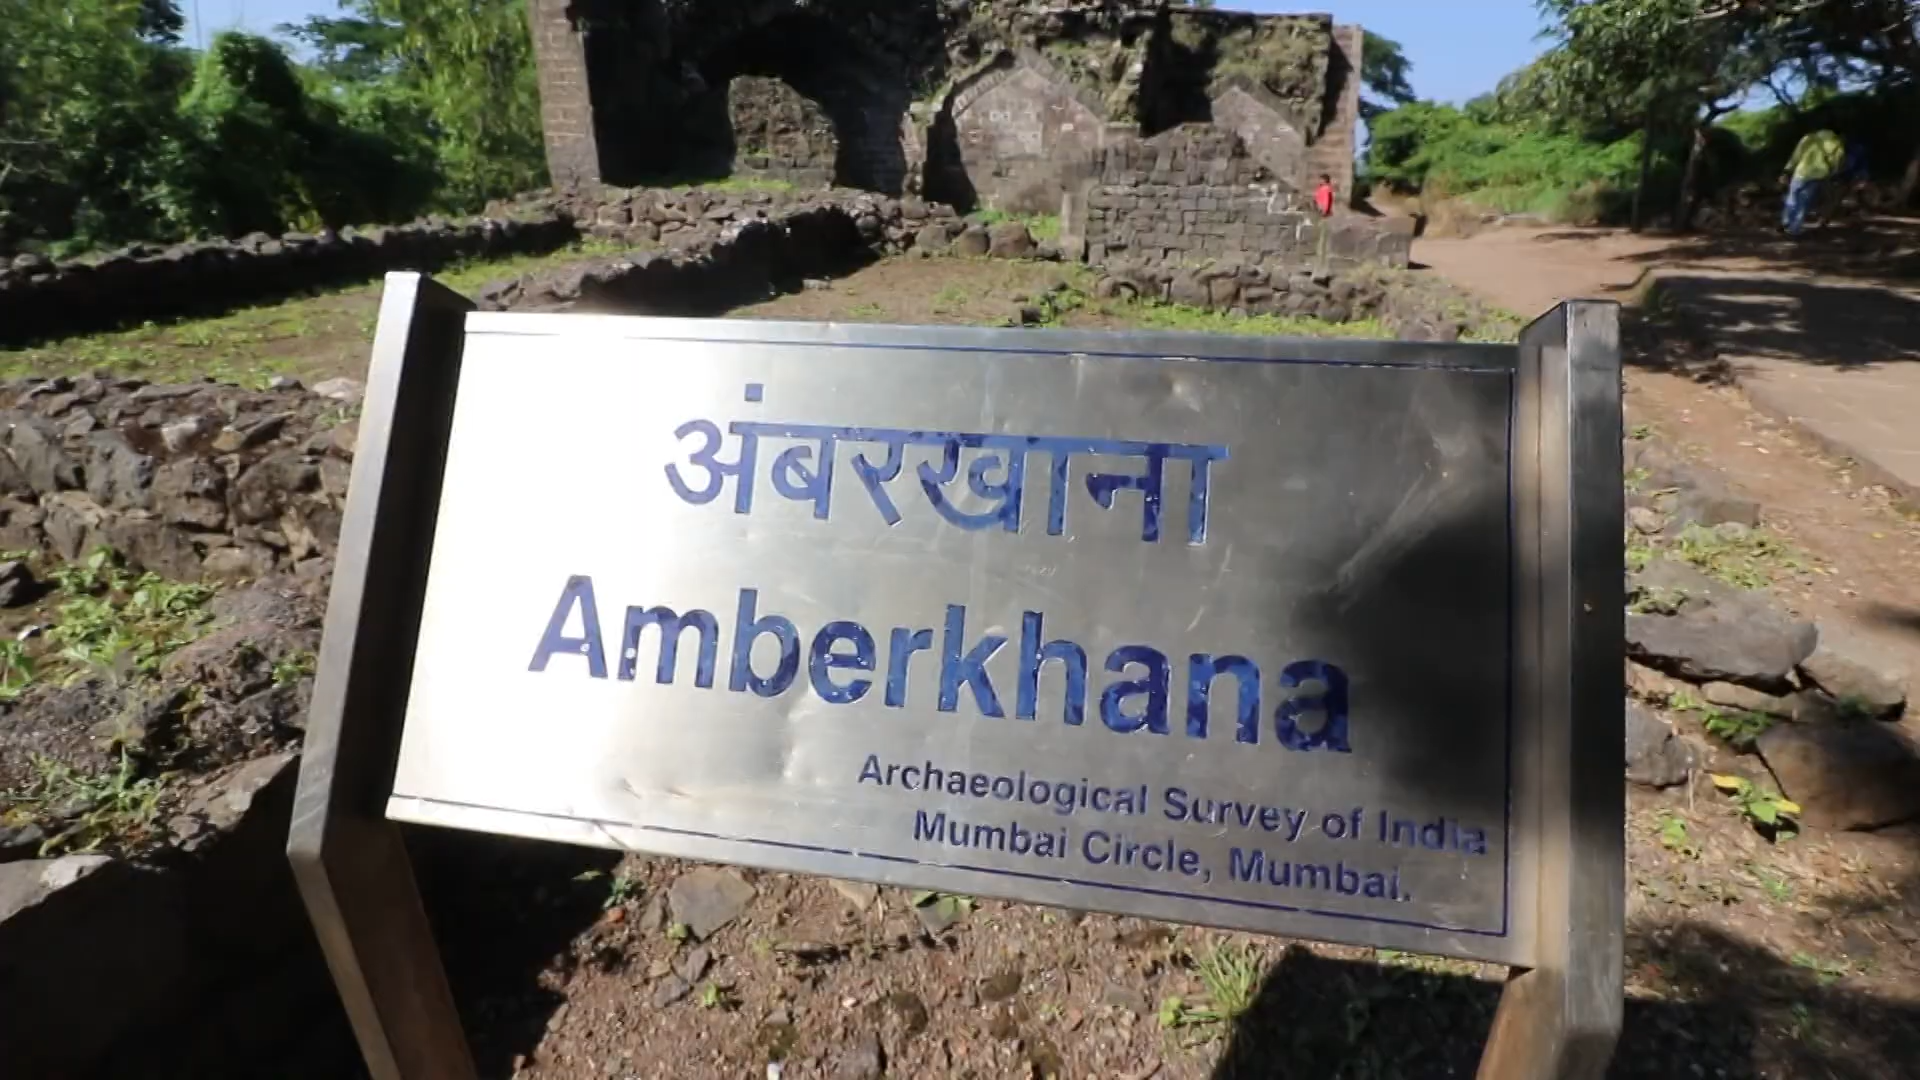 अंबरखाना
Amberkhana
Archaeological Survey of India
Mumbai Circle, Mumbai.